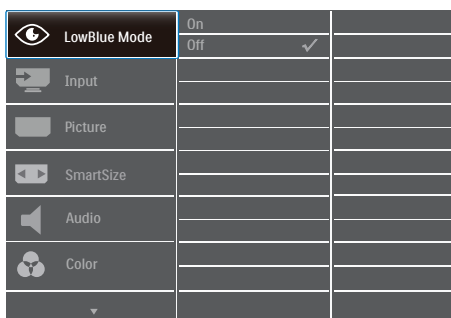 LowBlue Mode
On
Off
Input
Picture
SmartSize
Audio
Color